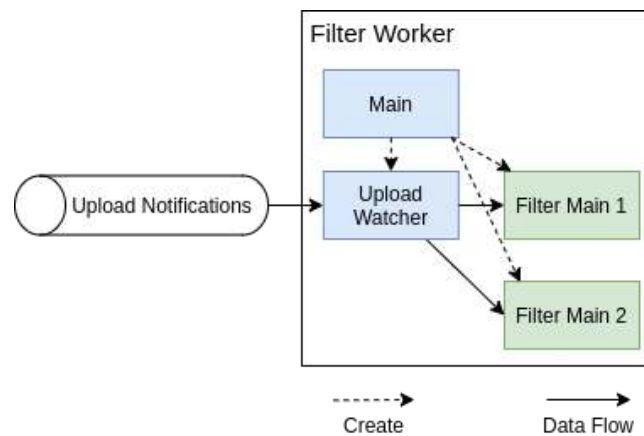 Filter Worker
Main
Upload Notifications
Upload
Watcher
Filter Main 1
Filter Main 2
Create
Data Flow